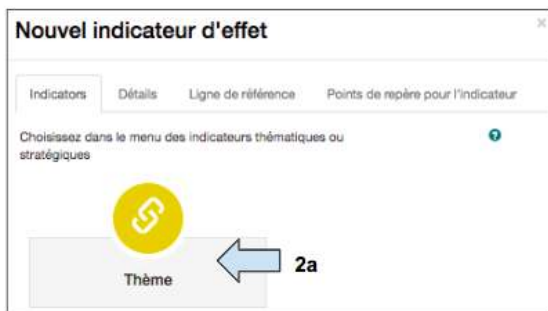 Nouvel indicateur d'effet
×
Indicators Détails Ligne de référence Points de repère pour l'indicateur
Choisissez dans le menu des indicateurs thématiques ou ?
stratégiques
2a
Thème